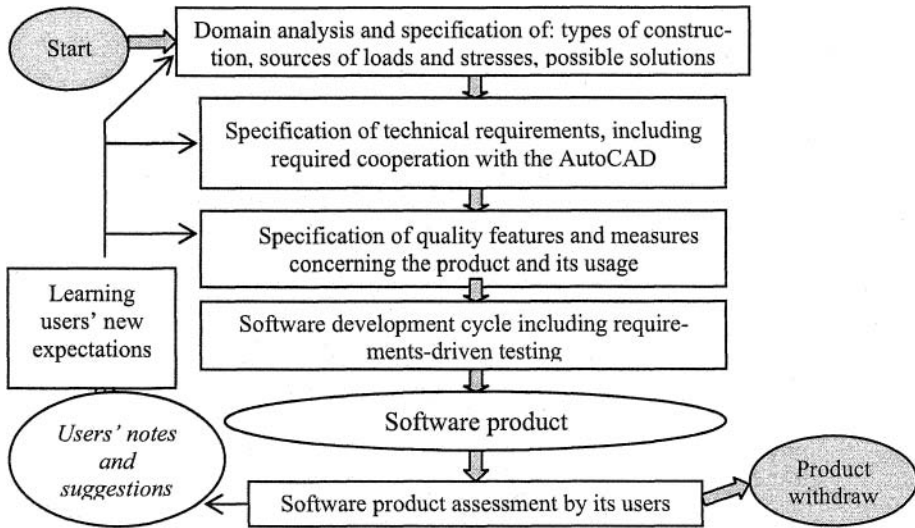 Start
Domain analysis and specification of: types of construc-
tion, sources of loads and stresses, possible solutions
Specification of technical requirements, including
required cooperation with the AutoCAD
Specification of quality features and measures
concerning the product and its usage
Learning
users' new
expectations
Software development cycle including require-
ments-driven testing
Software product
Users' notes
and
suggestions
Software product assessment by its users
Product
withdraw